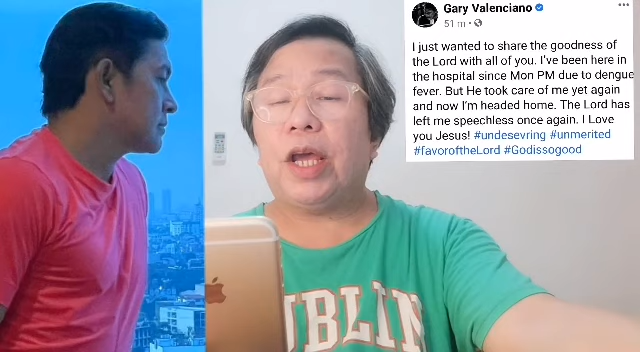 Gary Valenciano
51 m
I just wanted to share the goodness of
the Lord with all of you. I've been here in
the hospital since Mon PM due to dengue
fever. But He took care of me yet again
and now I'm headed home. The Lord has
left me speechless once again. I Love
you Jesus! #undesevring #unmerited
#favoroftheLord #Godissogood
DUBLIN